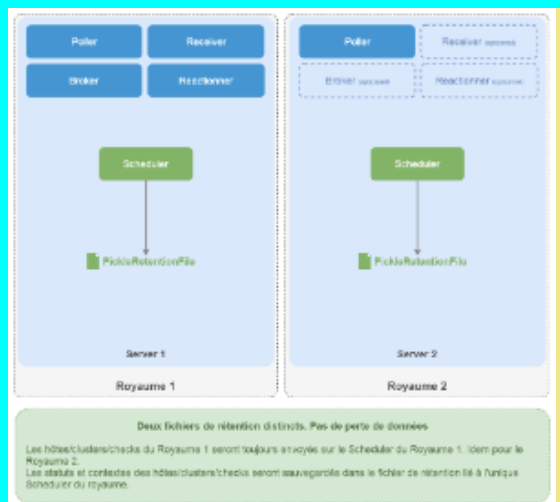 Poller
Receiver
Broker
Reactionner
Poller
Receiver (optionnel)
Broker (optionnel)
Reactionner (optionnel)
Scheduler
Scheduler
PickleRetentionFile
PickleRetentionFile
Server 1
Server 2
Royaume 1
Royaume 2
Deux fichiers de rétention distincts. Pas de perte de données
Les hôtes/clusters/checks du Royaume 1 seront toujours envoyés sur le Scheduler du Royaume 1. Idem pour le
Royaume 2.
Les statuts et contextes des hôtes/clusters/checks seront sauvegardés dans le fichier de rétention lié à l'unique
Scheduler du royaume.